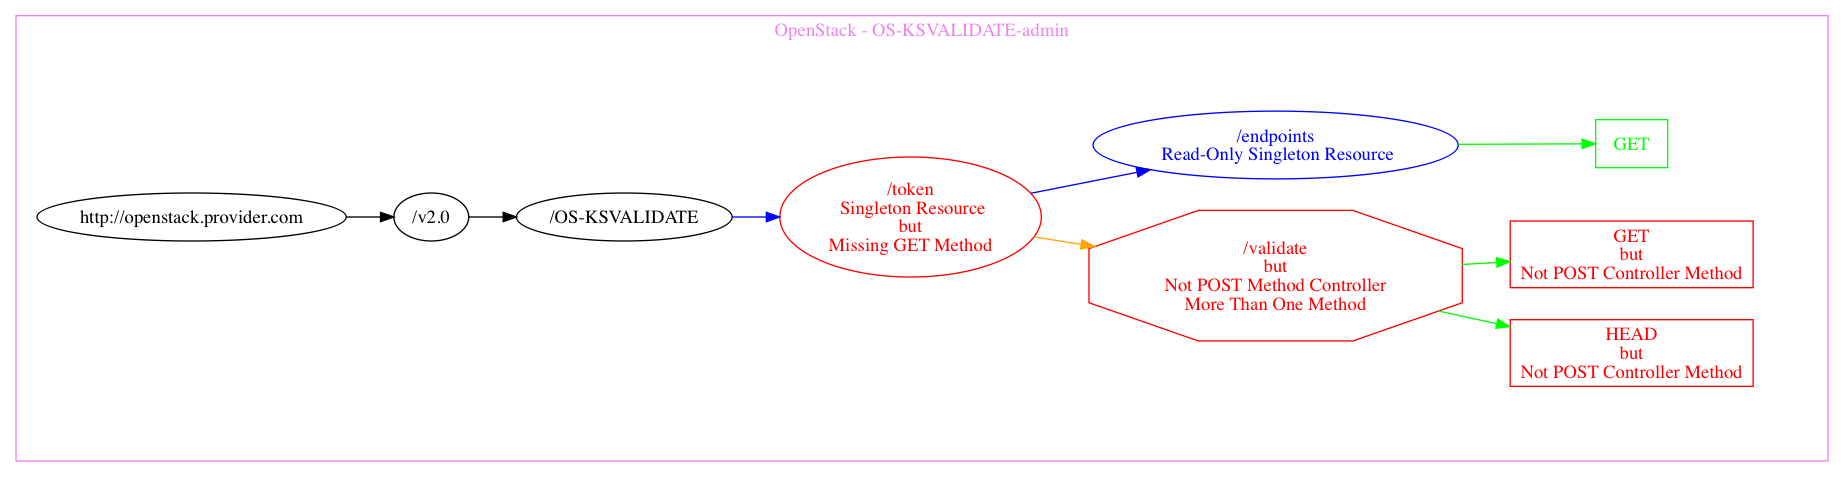 OpenStack - OS-KSVALIDATE-admin
http://openstack.provider.com
/v2.0
/OS-KSVALIDATE
/token
Singleton Resource
but
Missing GET Method
/endpoints
Read-Only Singleton Resource
GET
/validate
but
Not POST Method Controller
More Than One Method
GET
but
Not POST Controller Method
HEAD
but
Not POST Controller Method